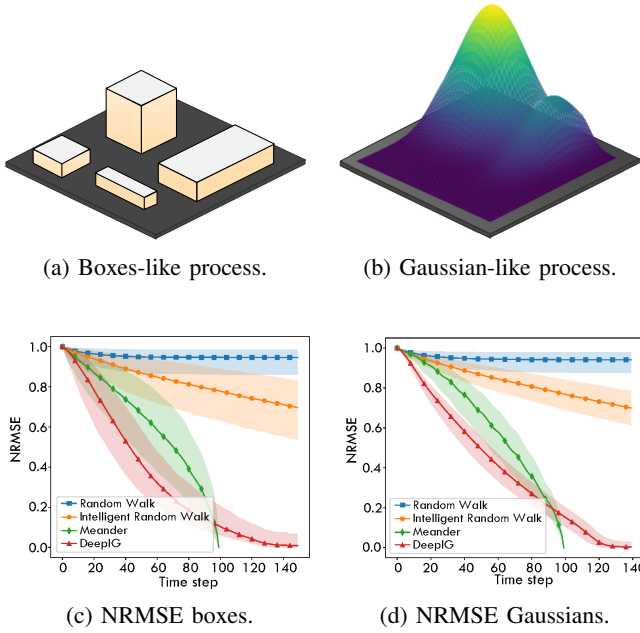 (a) Boxes-like process.
(b) Gaussian-like process.
1.0
0.8
0.6
0.4
0.2
0.0
NRMSE
Random Walk
Intelligent Random Walk
Meander
DeepIG
0 20 40 60 80 100 120 140
Time step
(c) NRMSE boxes.
1.0
0.8
0.6
0.4
0.2
0.0
NRMSE
Random Walk
Intelligent Random Walk
Meander
DeepIG
0 20 40 60 80 100 120 140
Time step
(d) NRMSE Gaussians.